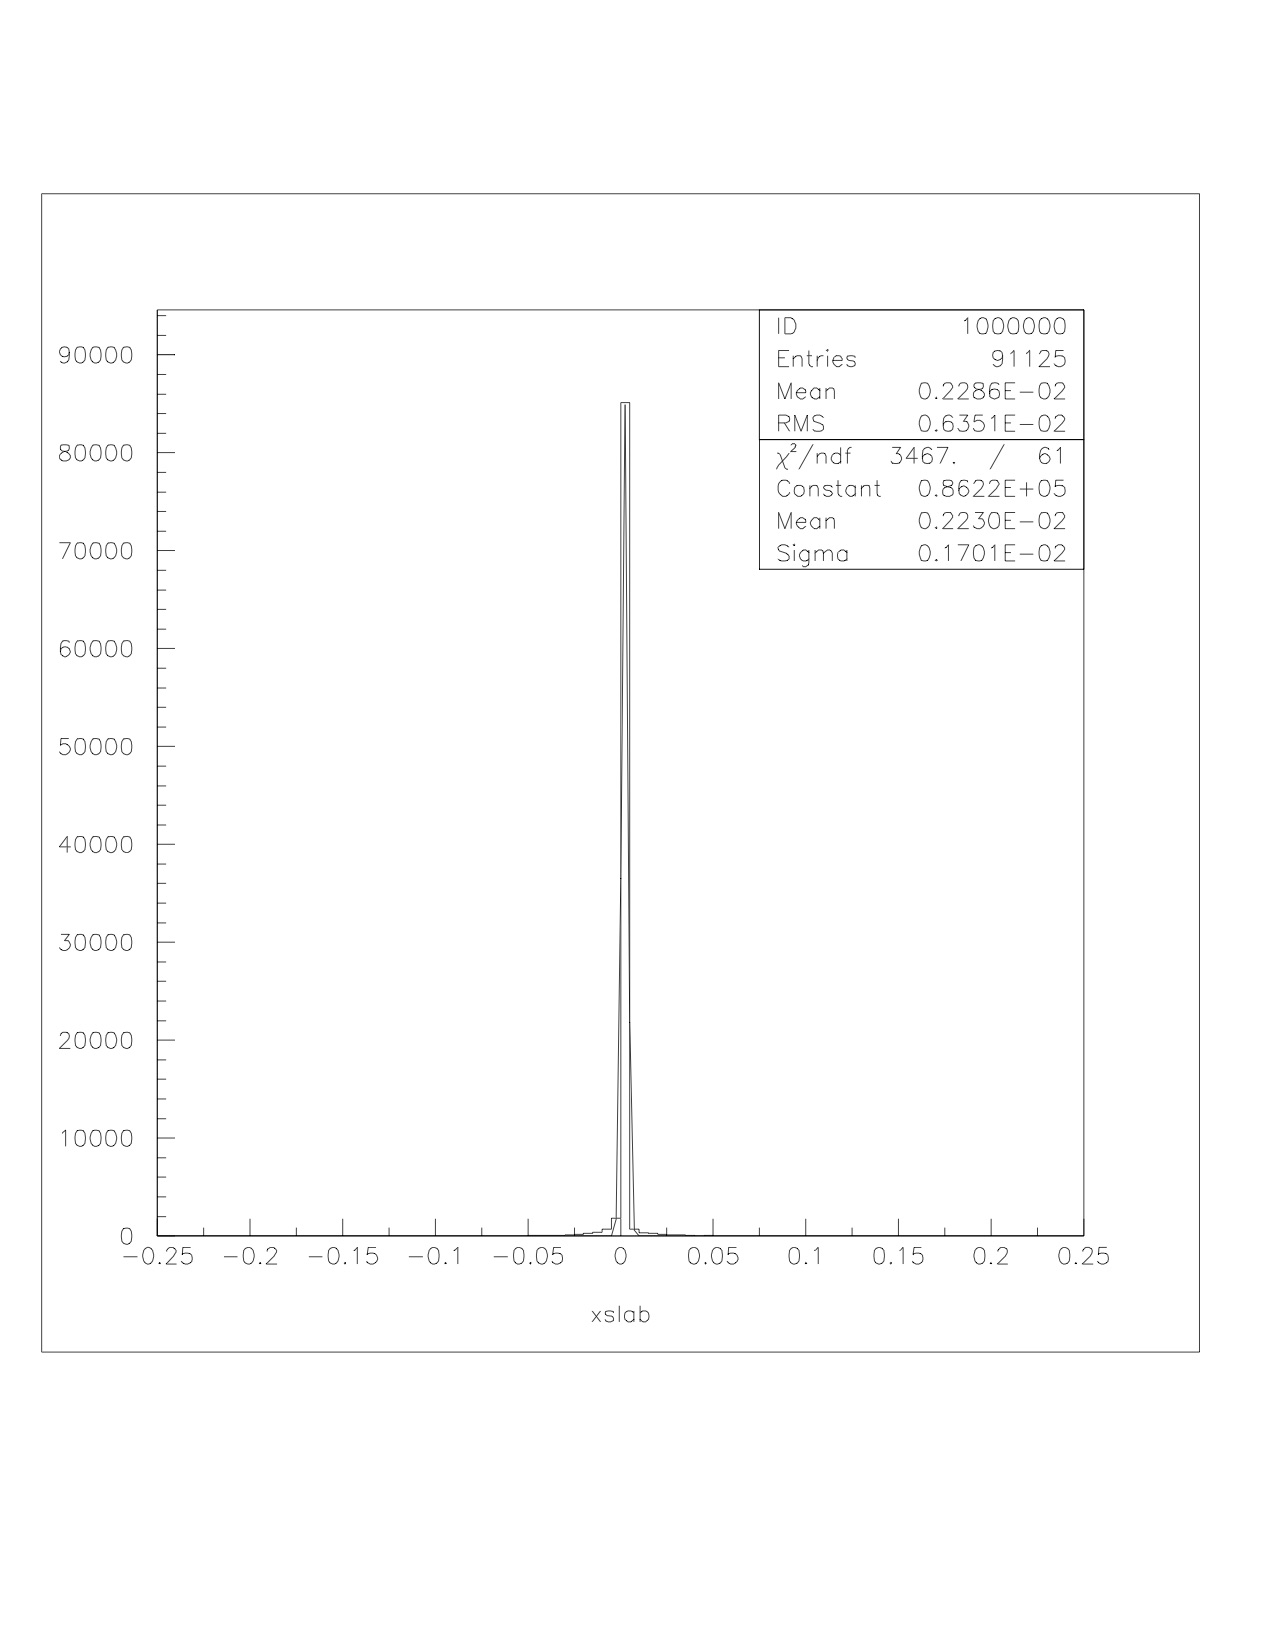 ID 1000000
Entries 91125
Mean 0.2286E−02
RMS 0.6351E−02
χ²/ndf 3467. / 61
Constant 0.8622E+05
Mean 0.2230E−02
Sigma 0.1701E−02
90000
80000
70000
60000
50000
40000
30000
20000
10000
0
−0.25 −0.2 −0.15 −0.1 −0.05 0 0.05 0.1 0.15 0.2 0.25
xslab